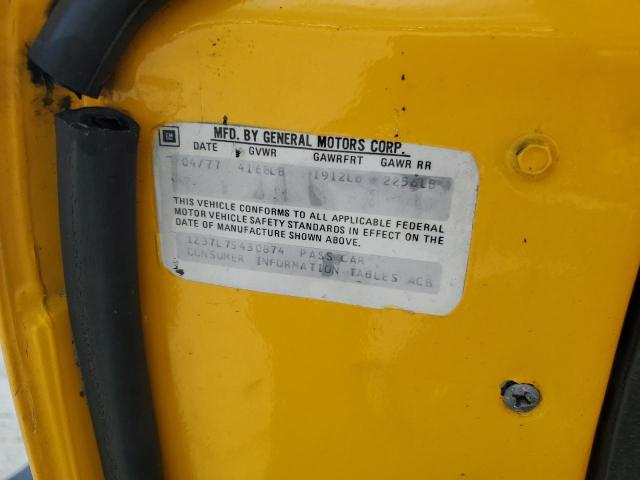 GM
MFD. BY GENERAL MOTORS CORP.
DATE GVWR GAWRFRT GAWR RR
04/77 4168LB 1912LB 2256LB
THIS VEHICLE CONFORMS TO ALL APPLICABLE FEDERAL
MOTOR VEHICLE SAFETY STANDARDS IN EFFECT ON THE
DATE OF MANUFACTURE SHOWN ABOVE.
1Z37L7S430874 PASS CAR
CONSUMER INFORMATION TABLES ACB